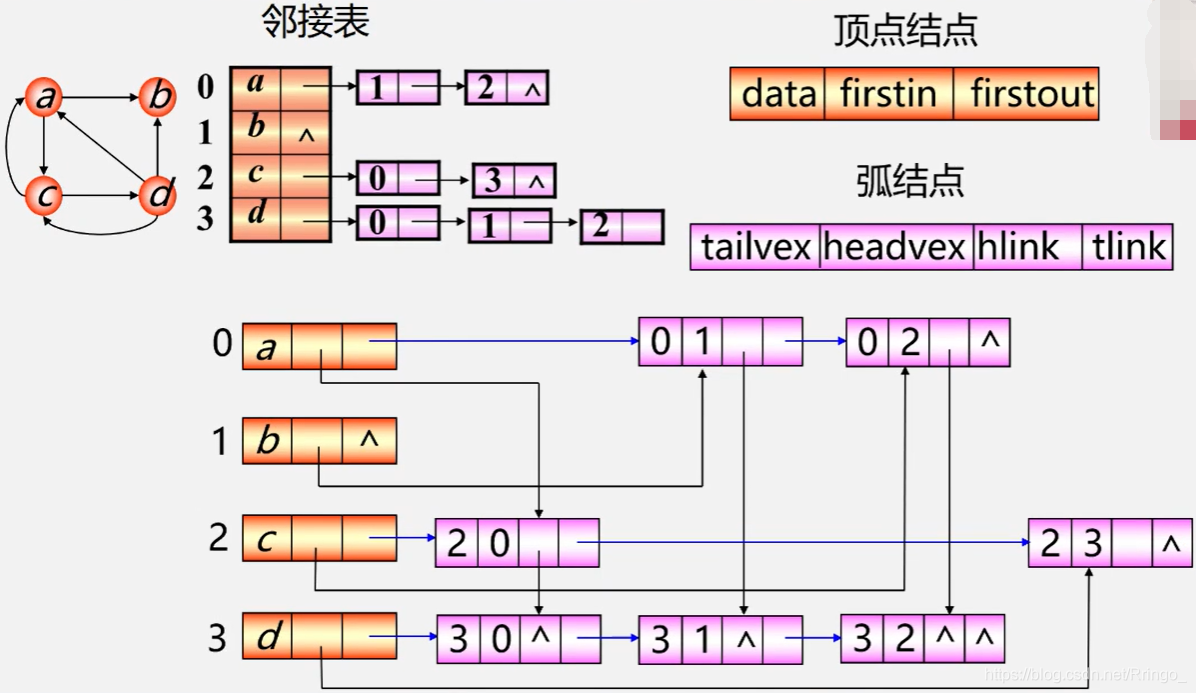 邻接表
顶点结点
a b
c d
0 a 1 2 ^
1 b ^
2 c 0 3 ^
3 d 0 1 2
data firstin firstout
弧结点
tailvex headvex hlink tlink
0 a 0 1 0 2 ^
1 b ^
2 c 2 0 2 3 ^
3 d 3 0 ^ 3 1 ^ 3 2 ^ ^
https://blog.csdn.net/Rringo_